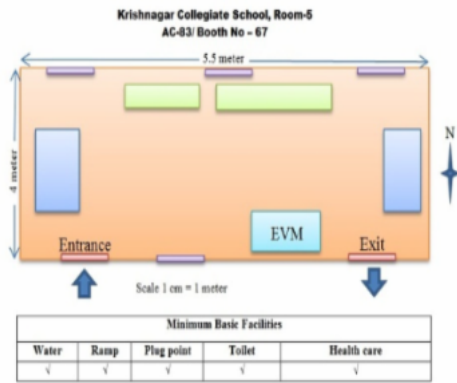 Krishnagar Collegiate School, Room-5
AC-83/ Booth No – 67
5.5 meter
4 meter
N
EVM
Entrance
Exit
Scale 1 cm = 1 meter
Minimum Basic Facilities
Water Ramp Plug point Toilet Health care
√ √ √ √ √